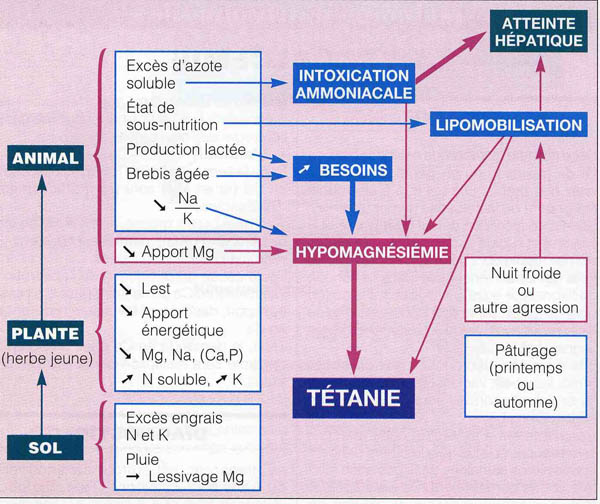 ATTEINTE
HÉPATIQUE
Excès d'azote
soluble
INTOXICATION
AMMONIACALE
État de
sous-nutrition
LIPOMOBILISATION
ANIMAL
Production lactée
Brebis âgée
↗ BESOINS
↘ Na
K
↘ Apport Mg
HYPOMAGNÉSIÉMIE
Nuit froide
ou
autre agression
↘ Lest
↘ Apport
énergétique
↘ Mg, Na, (Ca,P)
↗ N soluble, ↗ K
PLANTE
(herbe jeune)
Pâturage
(printemps
ou
automne)
TÉTANIE
SOL
Excès engrais
N et K
Pluie
→ Lessivage Mg